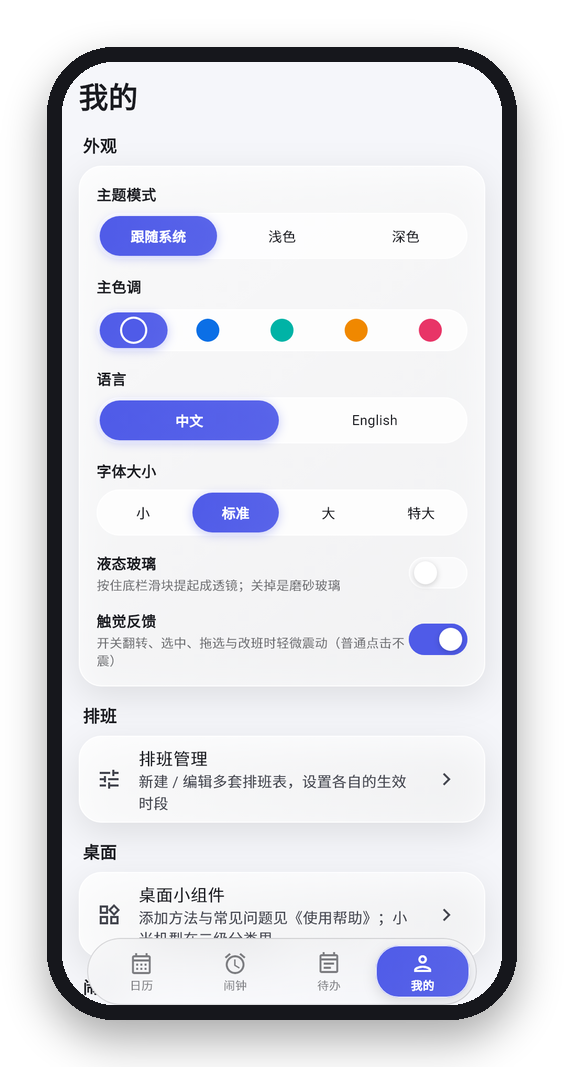 我的
外观
主题模式
跟随系统 浅色 深色
主色调
语言
中文 English
字体大小
小 标准 大 特大
液态玻璃
按住底栏滑块提起成透镜；关掉是磨砂玻璃
触觉反馈
开关翻转、选中、拖选与改班时轻微震动（普通点击不
震）
排班
排班管理
新建 / 编辑多套排班表，设置各自的生效
时段
桌面
桌面小组件
添加方法与常见问题见《使用帮助》；小
日历 闹钟 待办 我的